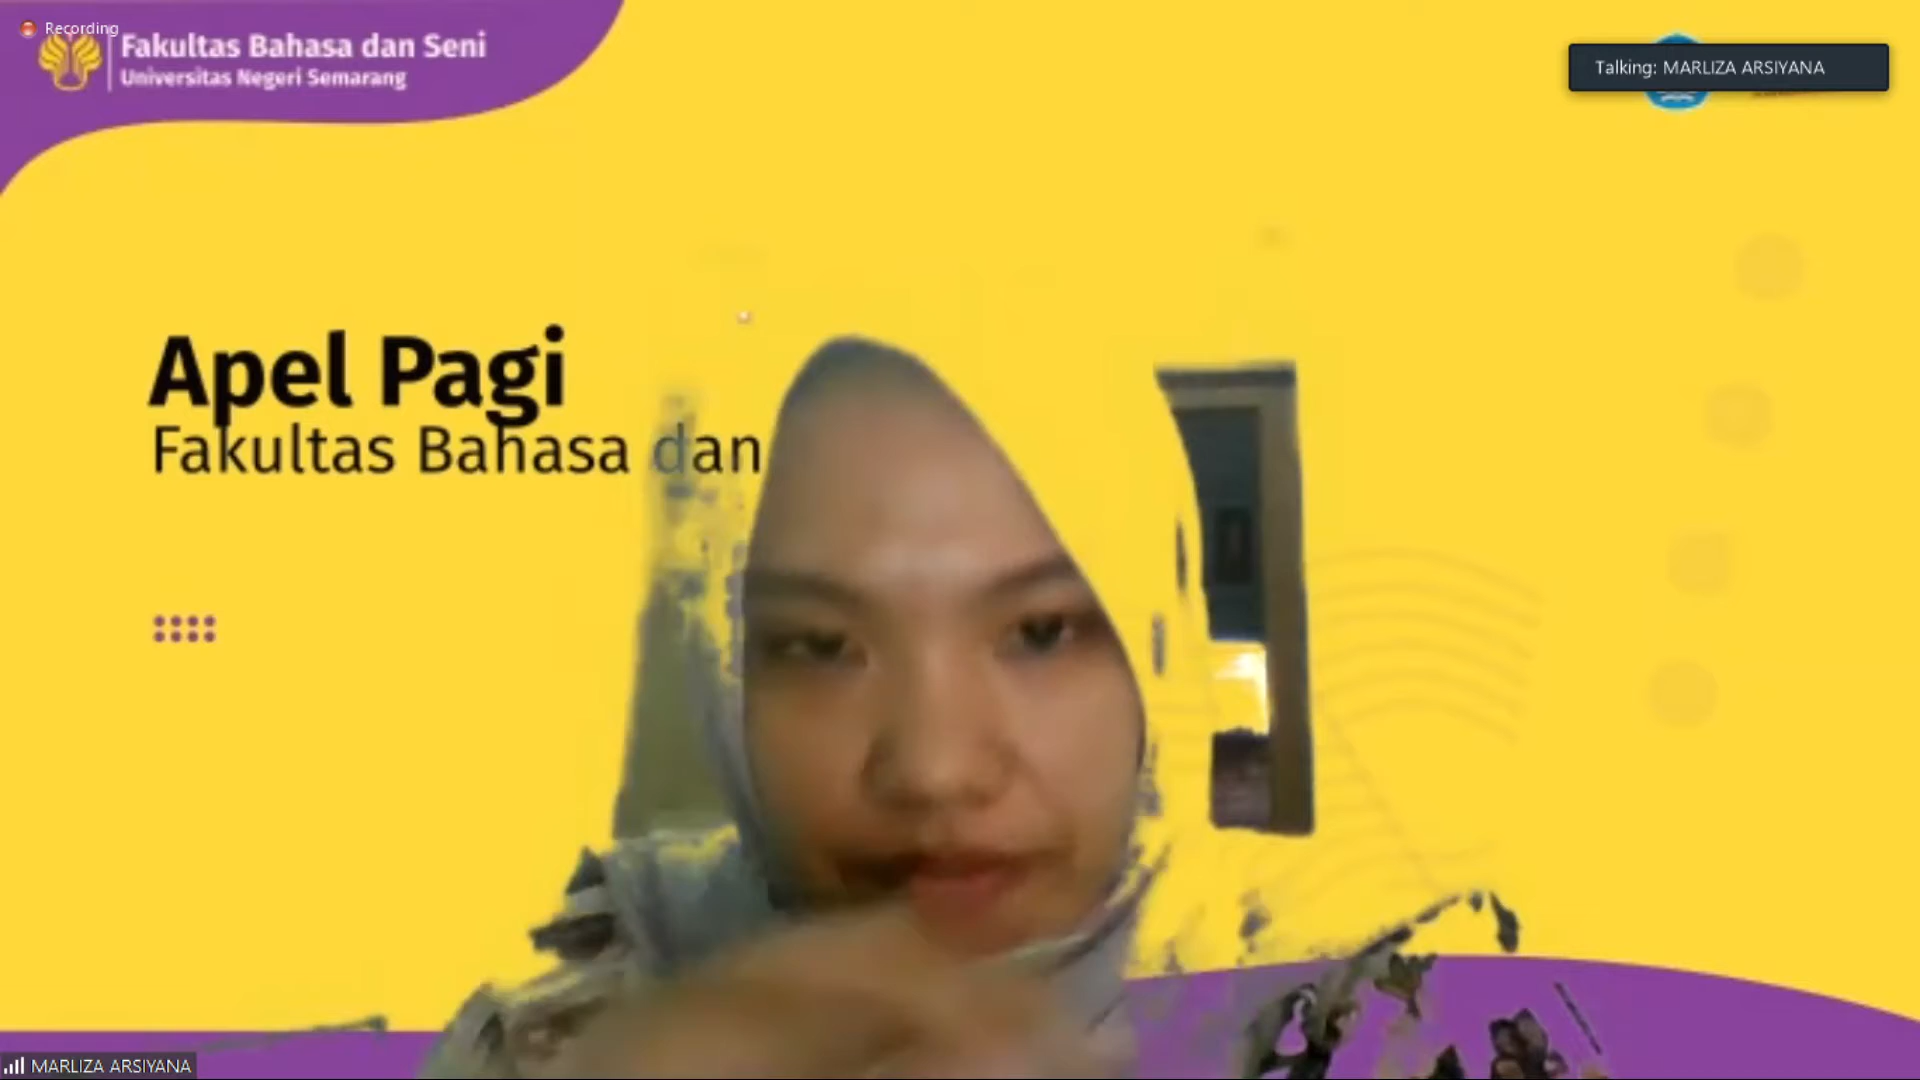 Recording
Fakultas Bahasa dan Seni
Universitas Negeri Semarang
Talking: MARLIZA ARSIYANA
Apel Pagi
Fakultas Bahasa dan
MARLIZA ARSIYANA